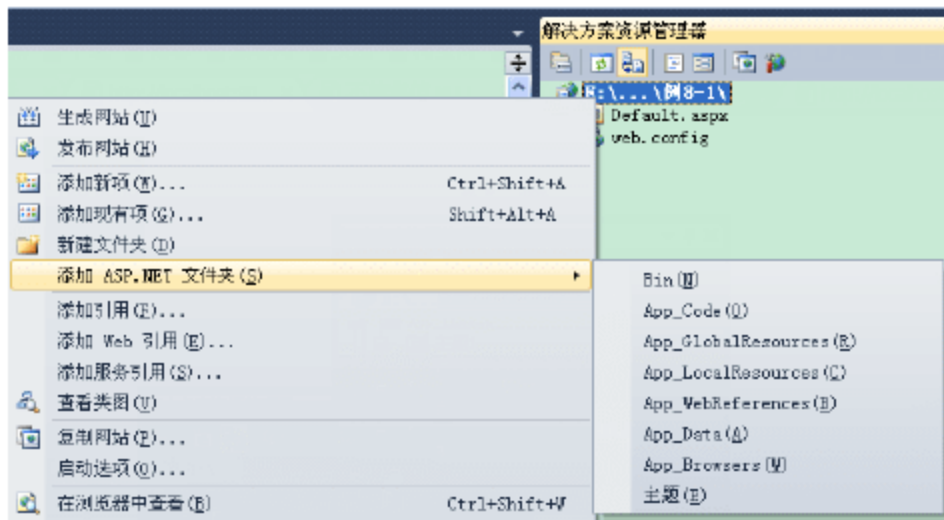 解决方案资源管理器
E:\...\例8-1\
Default.aspx
web.config
生成网站(U)
发布网站(H)
添加新项(W)... Ctrl+Shift+A
添加现有项(G)... Shift+Alt+A
新建文件夹(D)
添加 ASP.NET 文件夹(S)
添加引用(F)...
添加 Web 引用(E)...
添加服务引用(S)...
查看类图(V)
复制网站(P)...
启动选项(O)...
在浏览器中查看(B) Ctrl+Shift+W
Bin(N)
App_Code(O)
App_GlobalResources(R)
App_LocalResources(C)
App_WebReferences(B)
App_Data(A)
App_Browsers(W)
主题(E)